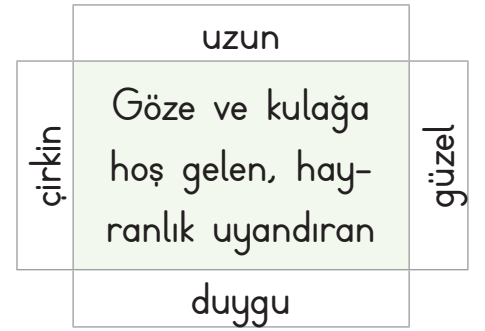 uzun
çirkin
Göze ve kulağa
hoş gelen, hay-
ranlık uyandıran
güzel
duygu